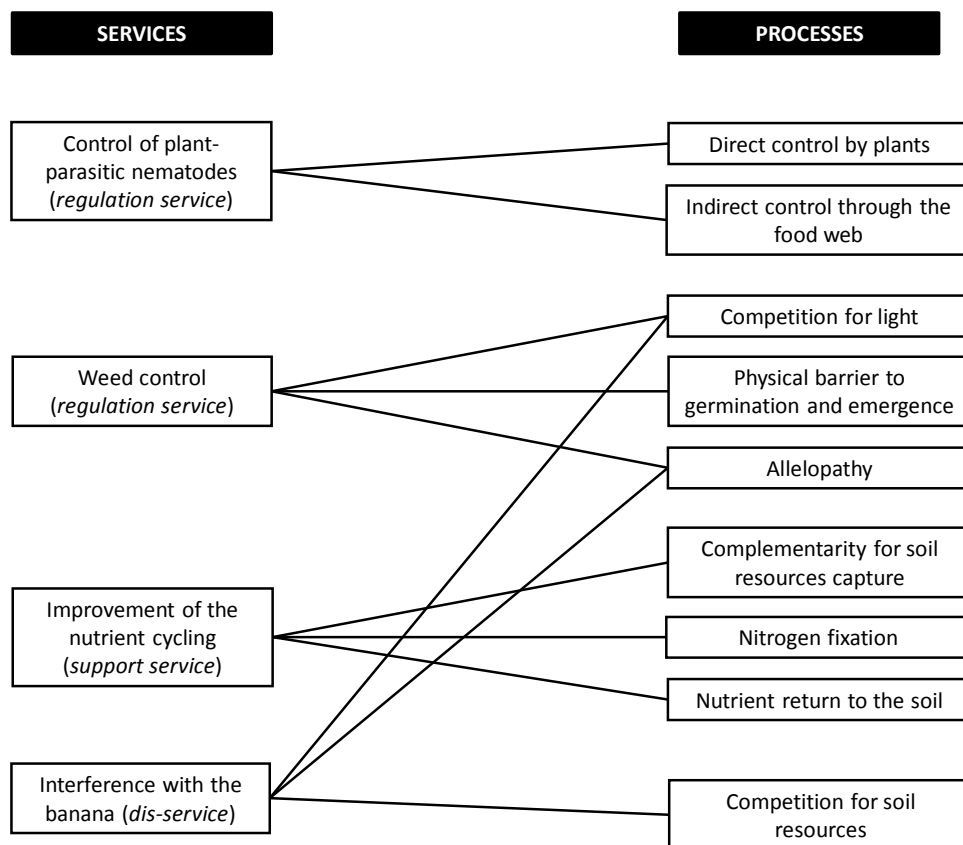 SERVICES
PROCESSES
Control of plant-
parasitic nematodes
(regulation service)
Direct control by plants
Indirect control through the
food web
Weed control
(regulation service)
Competition for light
Physical barrier to
germination and emergence
Allelopathy
Improvement of the
nutrient cycling
(support service)
Complementarity for soil
resources capture
Nitrogen fixation
Nutrient return to the soil
Interference with the
banana (dis-service)
Competition for soil
resources